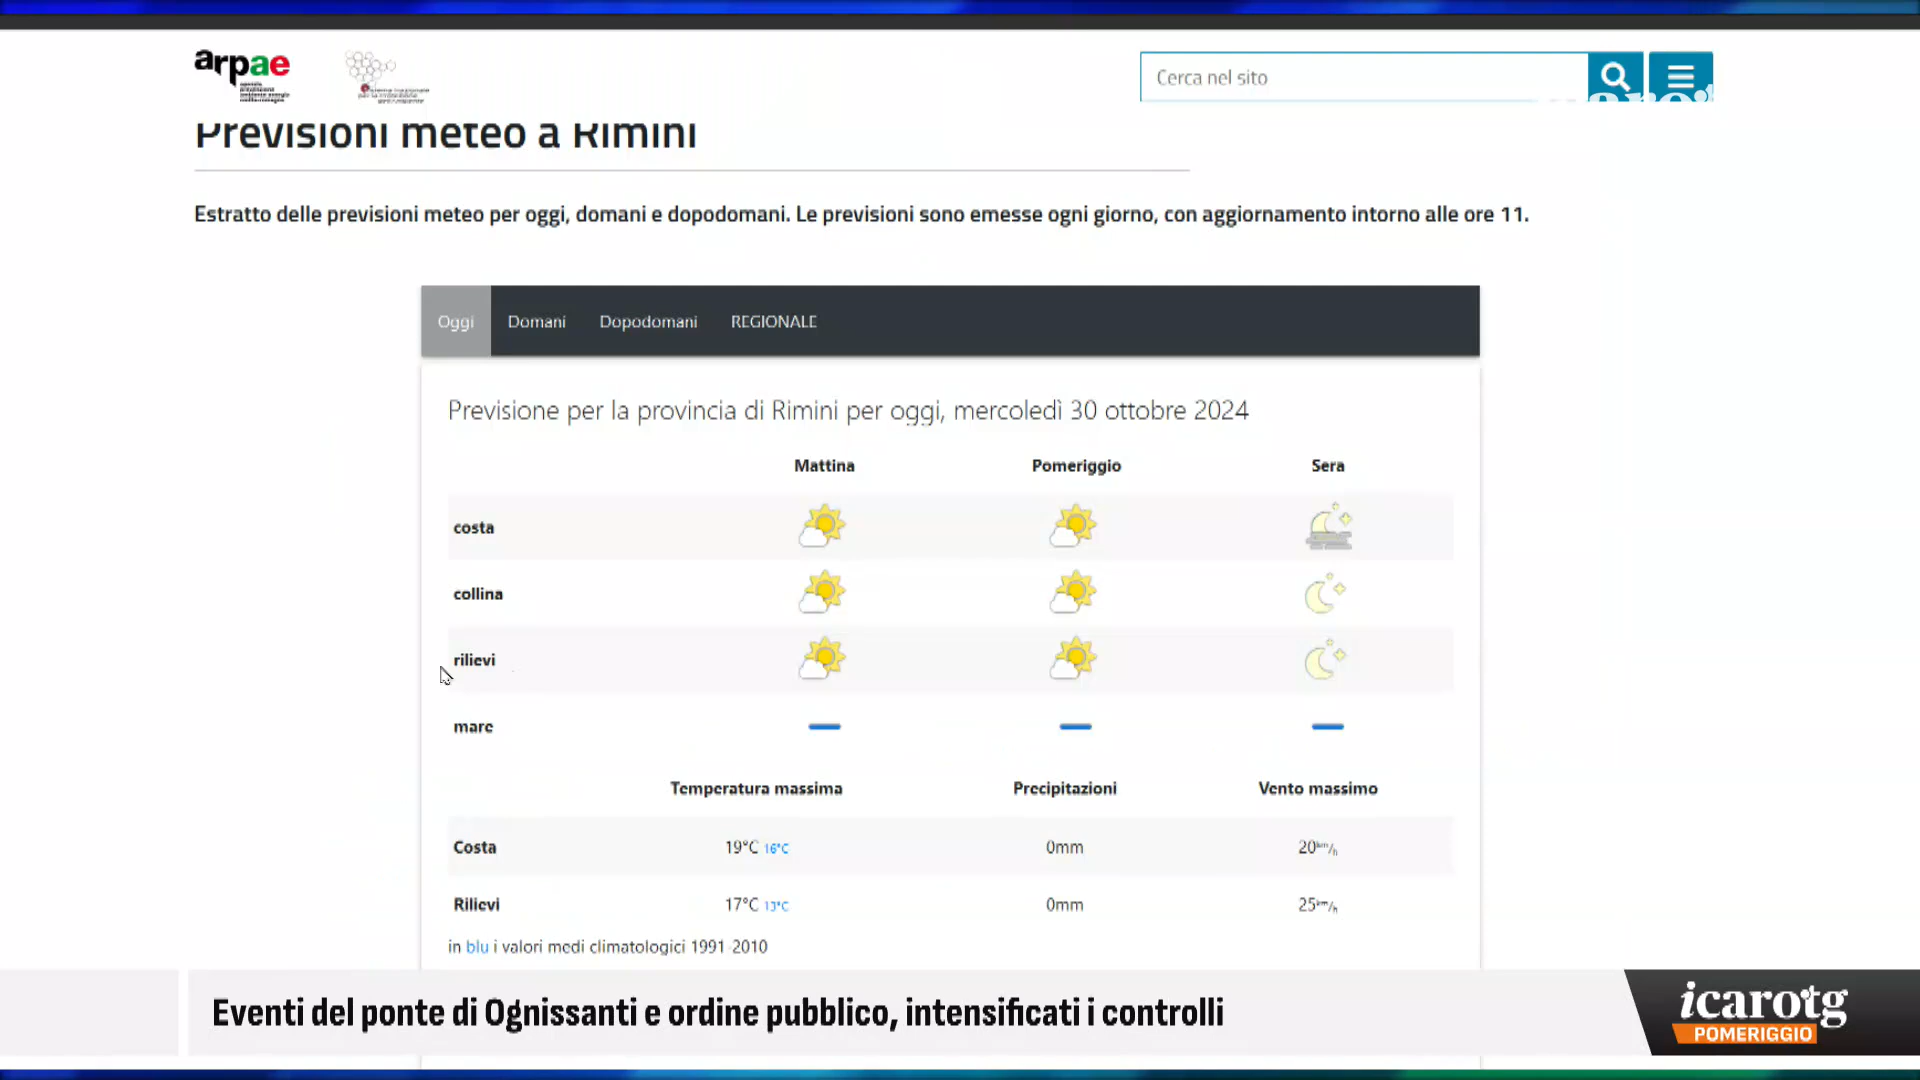 arpae
Cerca nel sito
Previsioni meteo a Rimini
Estratto delle previsioni meteo per oggi, domani e dopodomani. Le previsioni sono emesse ogni giorno, con aggiornamento intorno alle ore 11.
Oggi Domani Dopodomani REGIONALE
Previsione per la provincia di Rimini per oggi, mercoledì 30 ottobre 2024
Mattina Pomeriggio Sera
costa
collina
rilievi
mare
Temperatura massima Precipitazioni Vento massimo
Costa 19°C 16°C 0mm 20km/h
Rilievi 17°C 13°C 0mm 25km/h
in blu i valori medi climatologici 1991-2010
Eventi del ponte di Ognissanti e ordine pubblico, intensificati i controlli
icarotg
POMERIGGIO